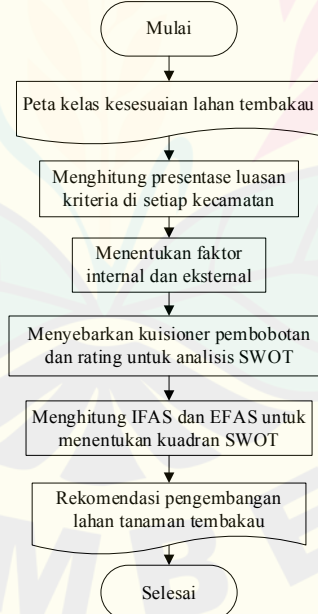 Mulai
Peta kelas kesesuaian lahan tembakau
Menghitung presentase luasan
kriteria di setiap kecamatan
Menentukan faktor
internal dan eksternal
Menyebarkan kuisioner pembobotan
dan rating untuk analisis SWOT
Menghitung IFAS dan EFAS untuk
menentukan kuadran SWOT
Rekomendasi pengembangan
lahan tanaman tembakau
Selesai